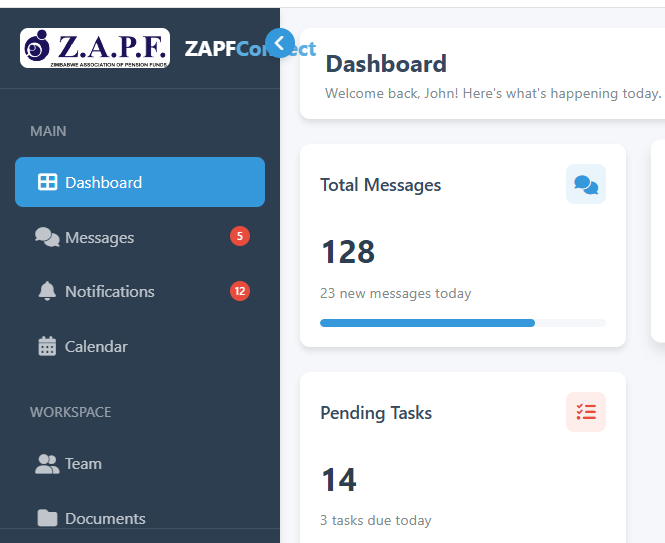 Z.A.P.F.
ZIMBABWE ASSOCIATION OF PENSION FUNDS
ZAPFCon ect
MAIN
Dashboard
Messages
5
Notifications
12
Calendar
WORKSPACE
Team
Documents
Dashboard
Welcome back, John! Here's what's happening today.
Total Messages
128
23 new messages today
Pending Tasks
14
3 tasks due today